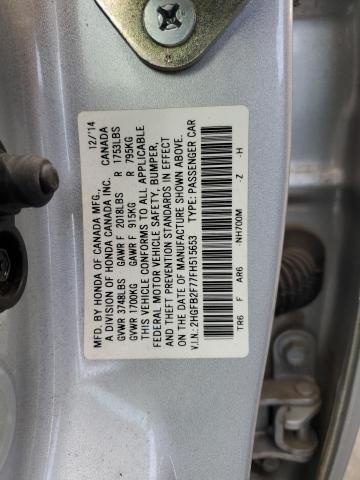 MFD. BY HONDA OF CANADA MFG., 12/14
A DIVISION OF HONDA CANADA INC. CANADA
GVWR 3748LBS GAWR F 2018LBS R 1753LBS
GVWR 1700KG GAWR F 915KG R 795KG
THIS VEHICLE CONFORMS TO ALL APPLICABLE
FEDERAL MOTOR VEHICLE SAFETY, BUMPER,
AND THEFT PREVENTION STANDARDS IN EFFECT
ON THE DATE OF MANUFACTURE SHOWN ABOVE.
V.I.N.: 2HGFB2F77FH515653 TYPE: PASSENGER CAR
TR6 F AR6 NH700M -Z -H